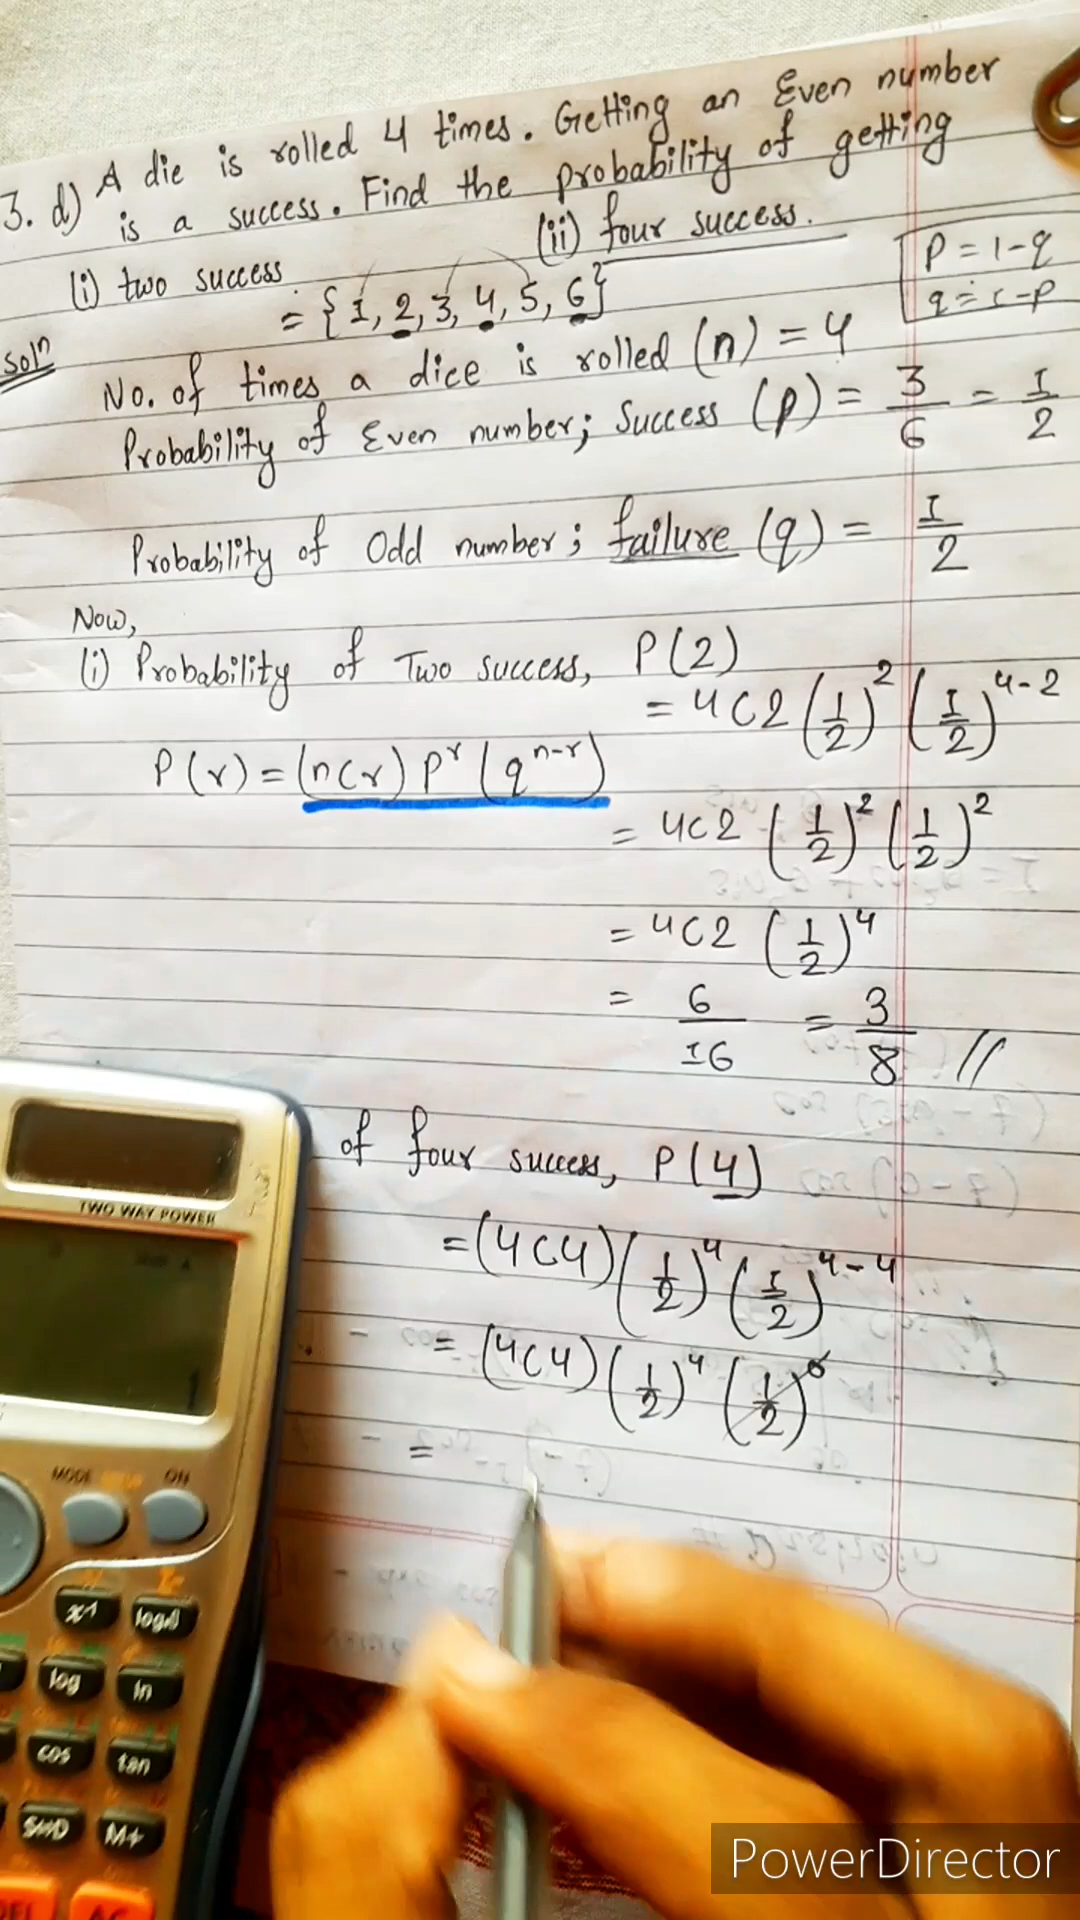 3. d) A die is rolled 4 times. Getting an Even number
is a success. Find the probability of getting
(i) two success (ii) four success.
= {1, 2, 3, 4, 5, 6}
P = 1-q
q = 1-p
Soln
No. of times a dice is rolled (n) = 4
Probability of Even number; Success (p) = 3/6 = 1/2
Probability of Odd number; failure (q) = 1/2
Now,
(i) Probability of Two success, P(2)
= 4C2 (1/2)^2 (1/2)^4-2
P(r) = (nCr) P^r (q^n-r)
= 4C2 (1/2)^2 (1/2)^2
= 4C2 (1/2)^4
= 6/16 = 3/8 //
of four success, P(4)
= (4C4) (1/2)^4 (1/2)^4-4
= (4C4) (1/2)^4 (1/2)^0
=
TWO WAY POWER
MODE ON
x^-1
log
ln
cos tan
S⇔D M+
DEL AC
PowerDirector